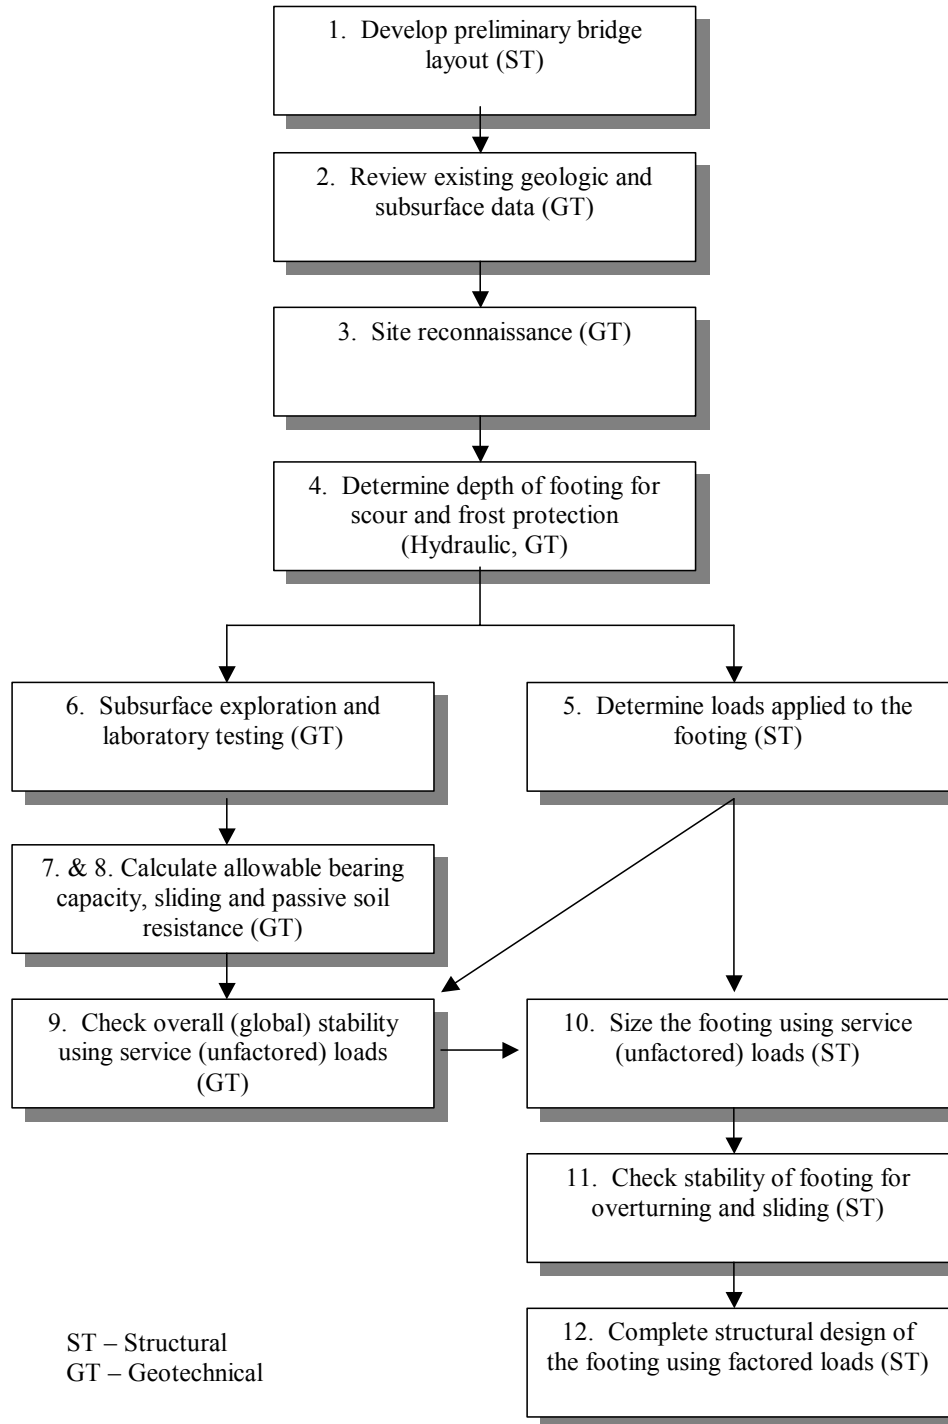 1. Develop preliminary bridge
layout (ST)
2. Review existing geologic and
subsurface data (GT)
3. Site reconnaissance (GT)
4. Determine depth of footing for
scour and frost protection
(Hydraulic, GT)
6. Subsurface exploration and
laboratory testing (GT)
5. Determine loads applied to the
footing (ST)
7. & 8. Calculate allowable bearing
capacity, sliding and passive soil
resistance (GT)
9. Check overall (global) stability
using service (unfactored) loads
(GT)
10. Size the footing using service
(unfactored) loads (ST)
11. Check stability of footing for
overturning and sliding (ST)
12. Complete structural design of
the footing using factored loads (ST)
ST – Structural
GT – Geotechnical